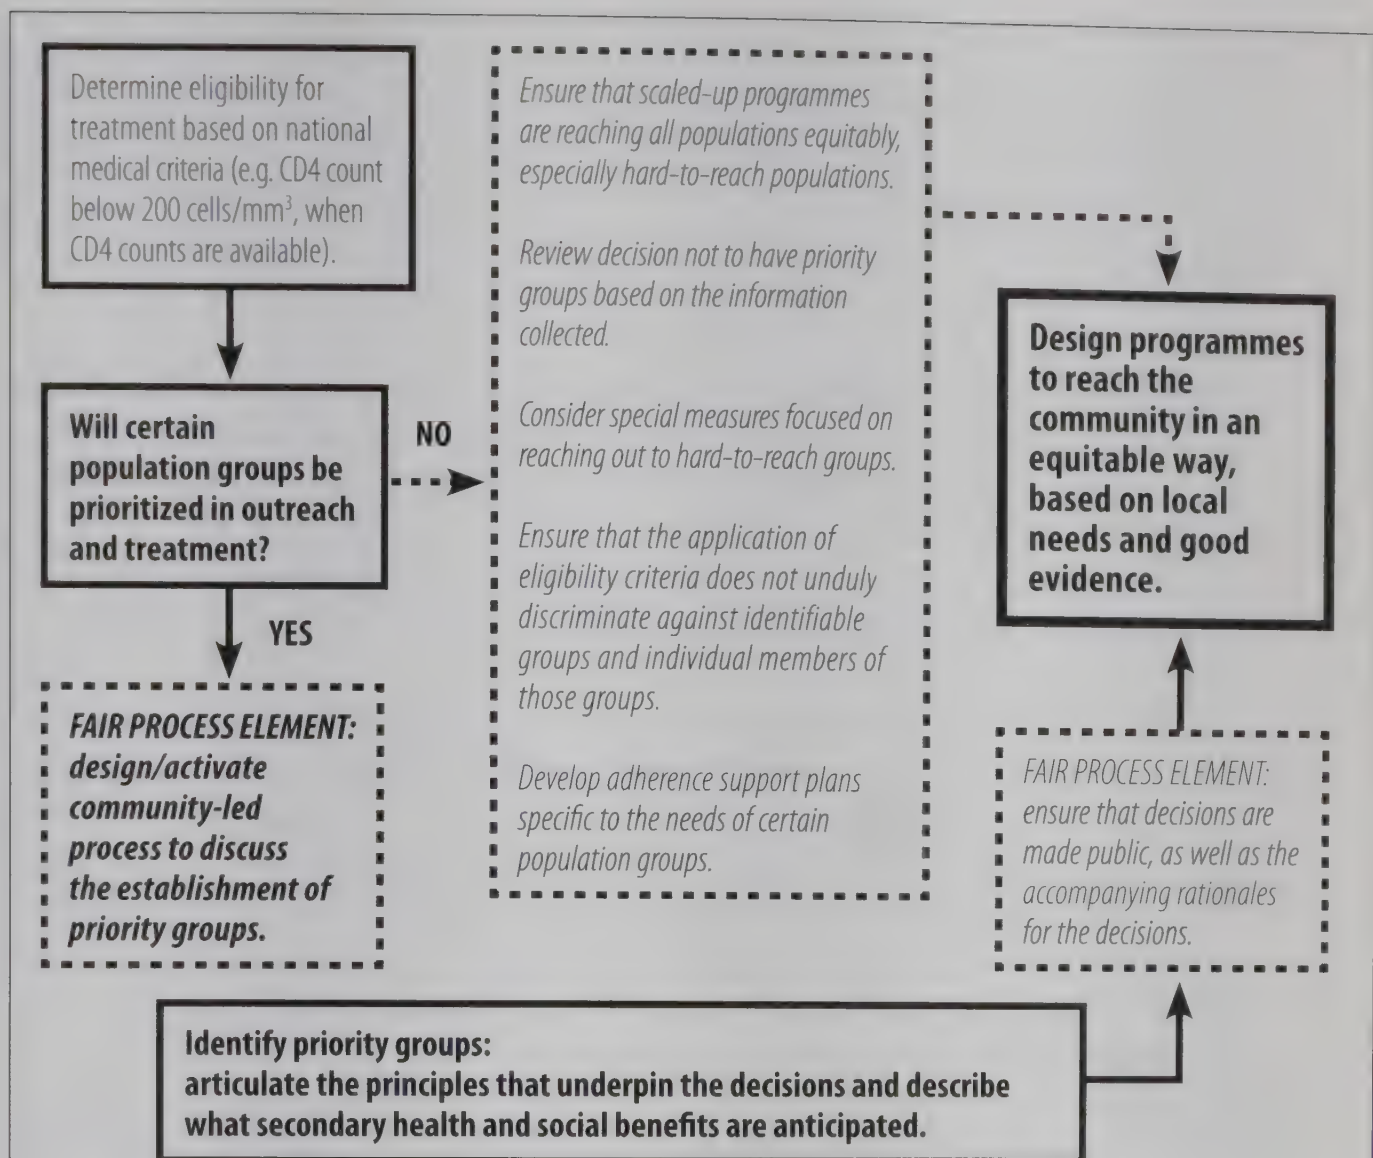 Determine eligibility for
treatment based on national
medical criteria (e.g. CD4 count
below 200 cells/mm³, when
CD4 counts are available).
Will certain
population groups be
prioritized in outreach
and treatment?
NO
YES
FAIR PROCESS ELEMENT:
design/activate
community-led
process to discuss
the establishment of
priority groups.
Ensure that scaled-up programmes
are reaching all populations equitably,
especially hard-to-reach populations.
Review decision not to have priority
groups based on the information
collected.
Consider special measures focused on
reaching out to hard-to-reach groups.
Ensure that the application of
eligibility criteria does not unduly
discriminate against identifiable
groups and individual members of
those groups.
Develop adherence support plans
specific to the needs of certain
population groups.
Design programmes
to reach the
community in an
equitable way,
based on local
needs and good
evidence.
FAIR PROCESS ELEMENT:
ensure that decisions are
made public, as well as the
accompanying rationales
for the decisions.
Identify priority groups:
articulate the principles that underpin the decisions and describe
what secondary health and social benefits are anticipated.